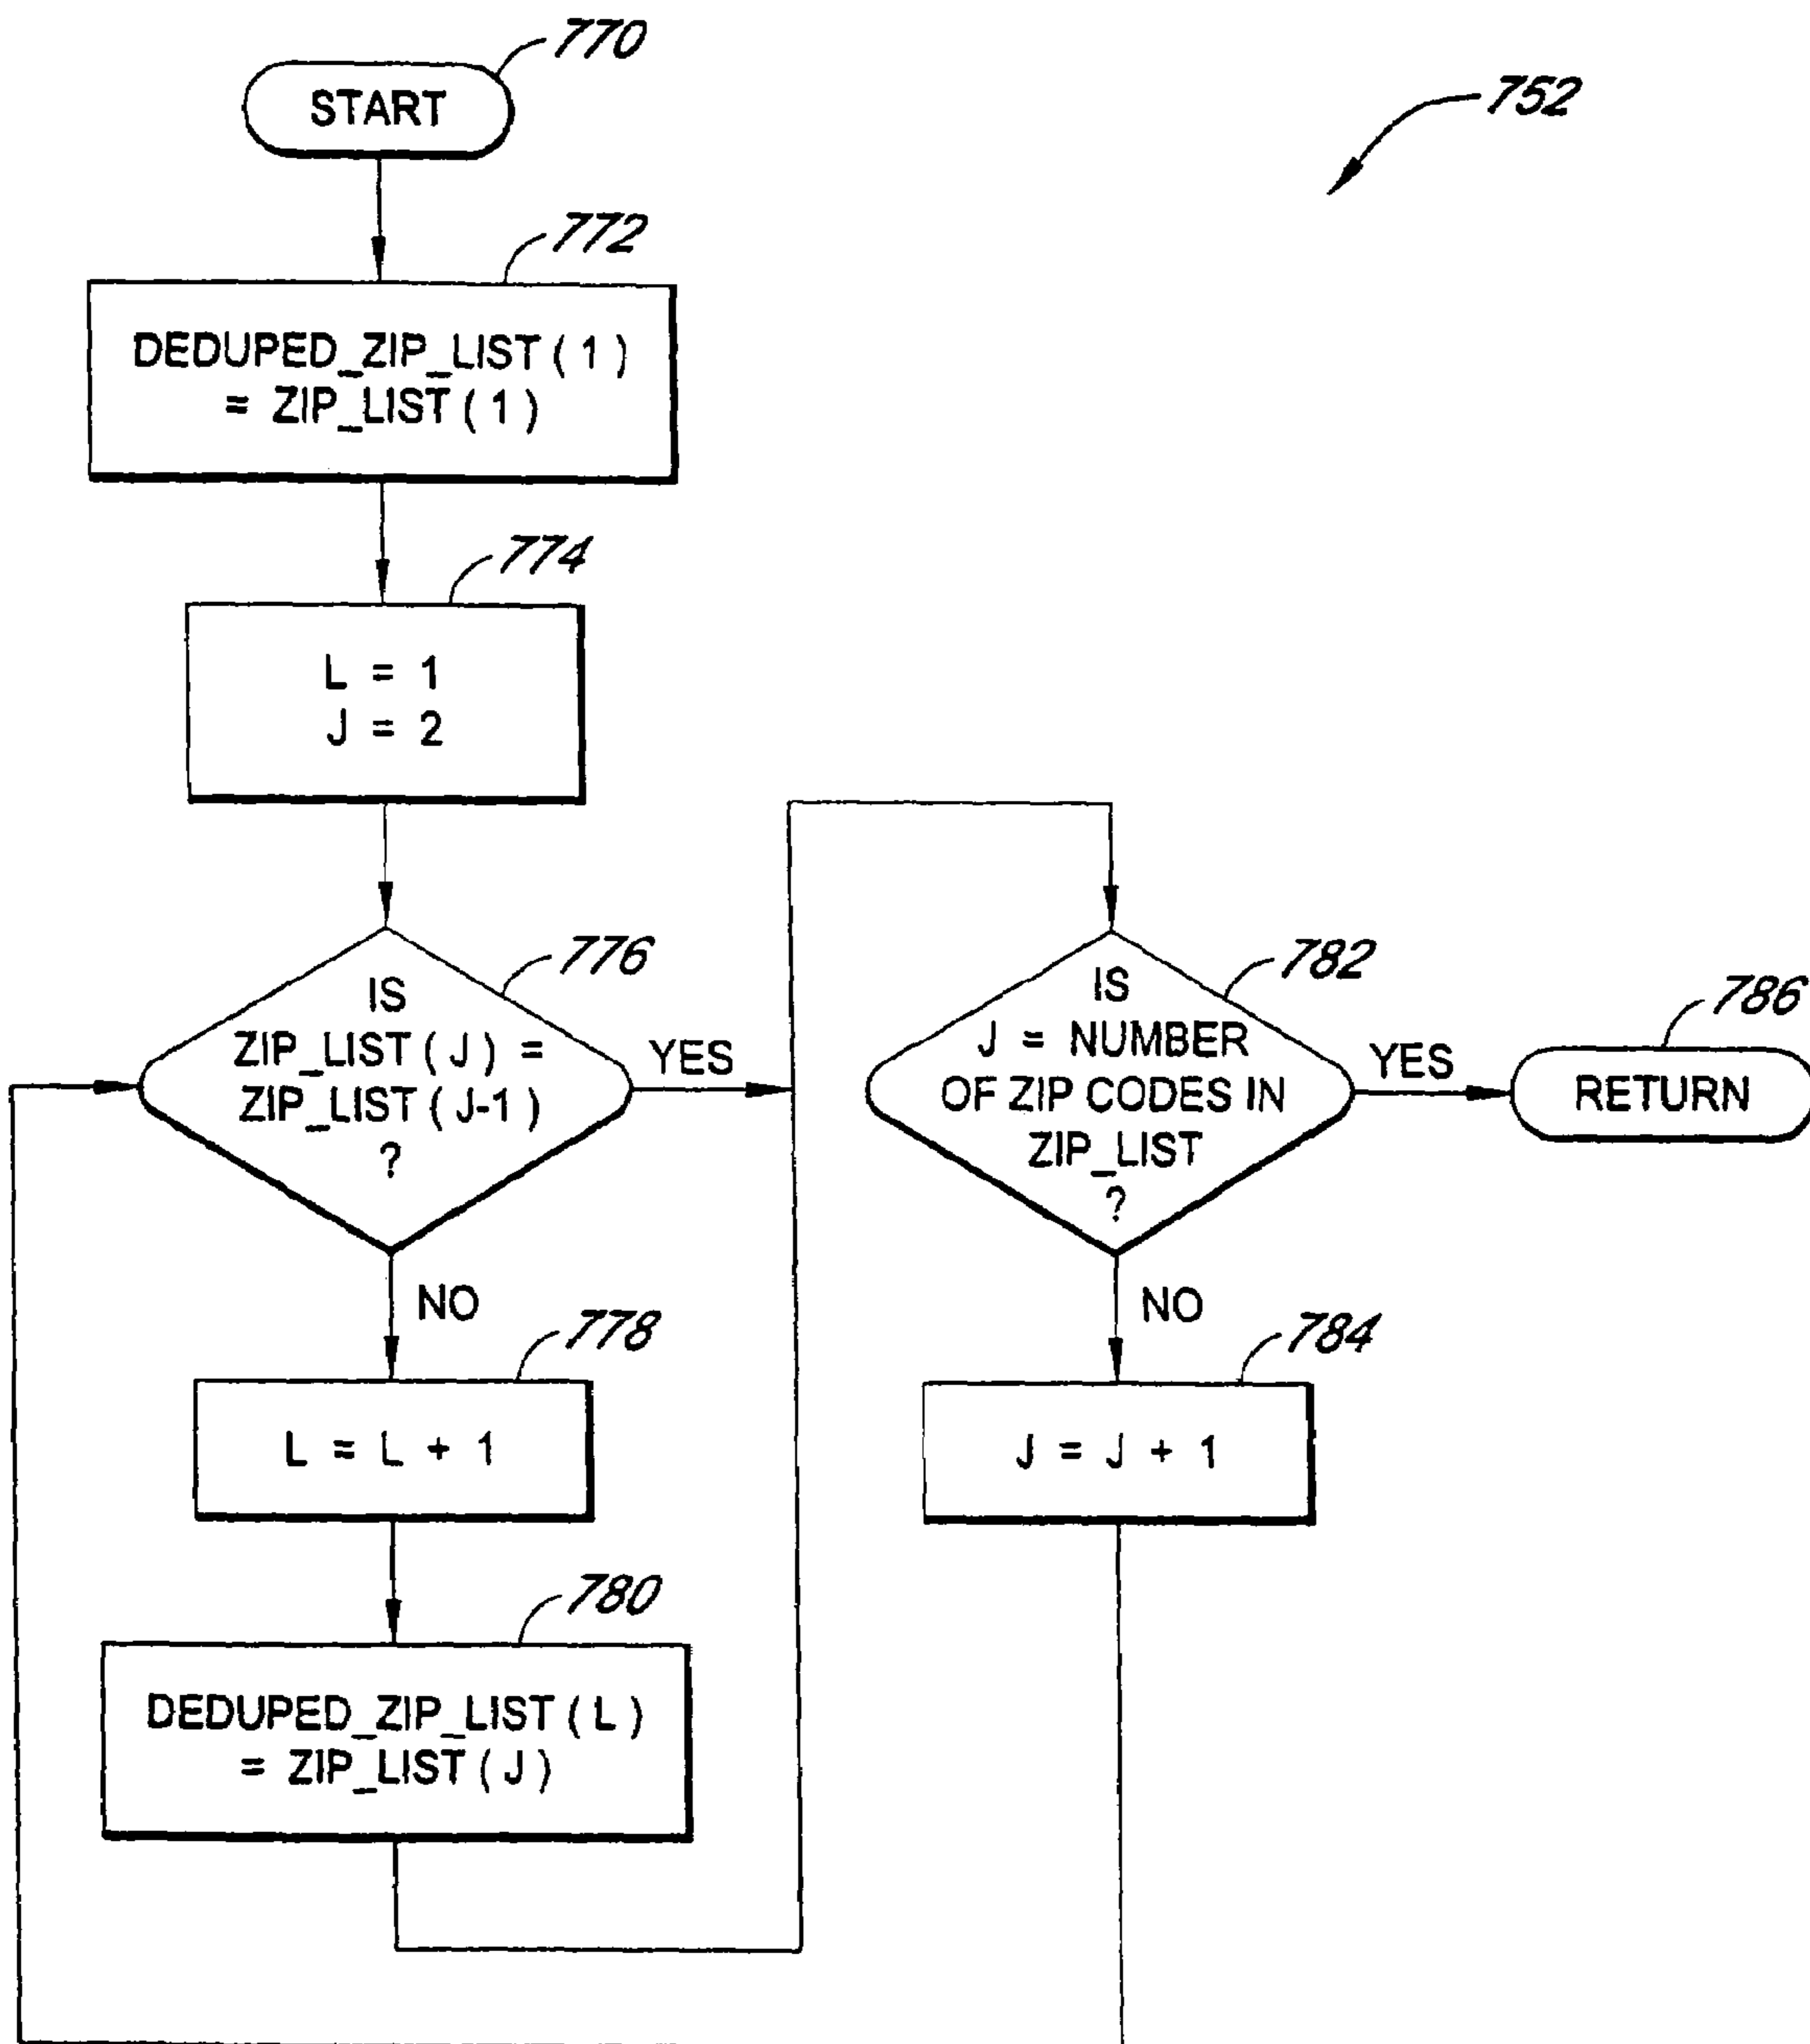 770
START
752
772
DEDUPED_ZIP_LIST ( 1 )
= ZIP_LIST ( 1 )
774
L = 1
J = 2
776
IS
ZIP_LIST ( J ) =
ZIP_LIST ( J-1 )
?
YES
NO
778
L = L + 1
780
DEDUPED_ZIP_LIST ( L )
= ZIP_LIST ( J )
782
IS
J = NUMBER
OF ZIP CODES IN
ZIP_LIST
?
YES
786
RETURN
NO
784
J = J + 1